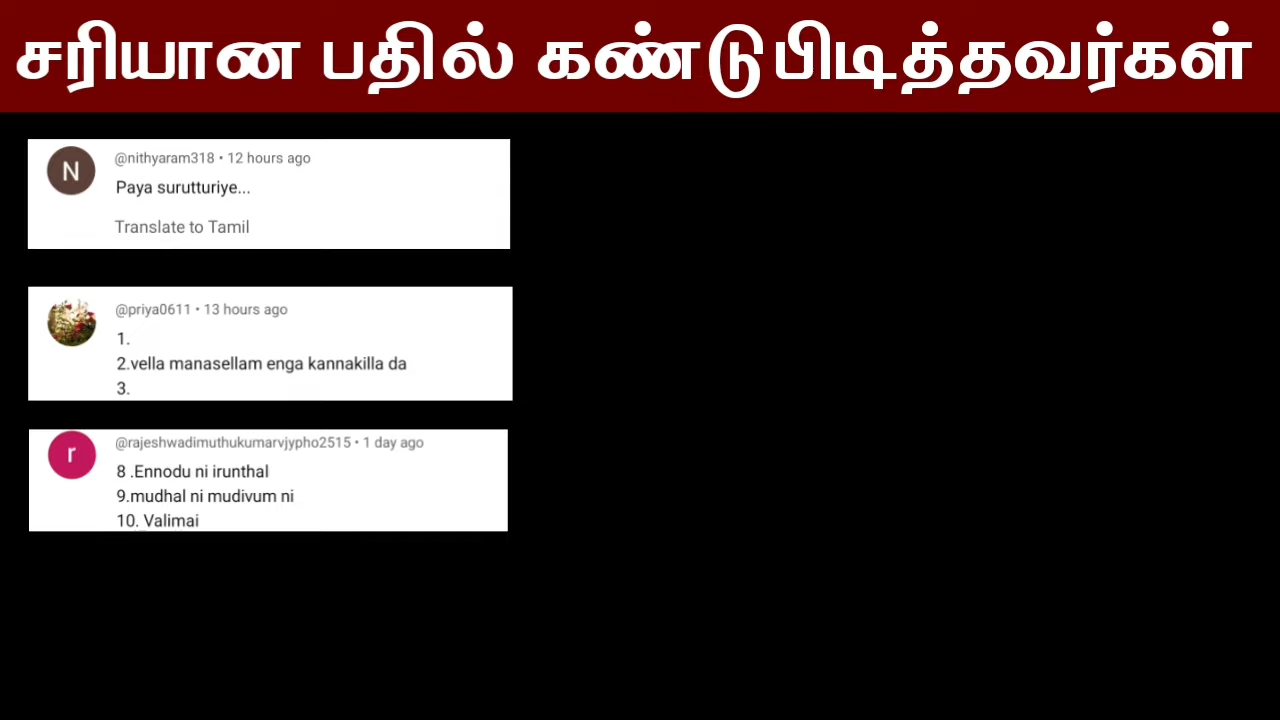 சரியான பதில் கண்டுபிடித்தவர்கள்
N
@nithyaram318 • 12 hours ago
Paya surutturiye...
Translate to Tamil
@priya0611 • 13 hours ago
1.
2.vella manasellam enga kannakilla da
3.
r
@rajeshwadimuthukumarvjypho2515 • 1 day ago
8 .Ennodu ni irunthal
9.mudhal ni mudivum ni
10. Valimai